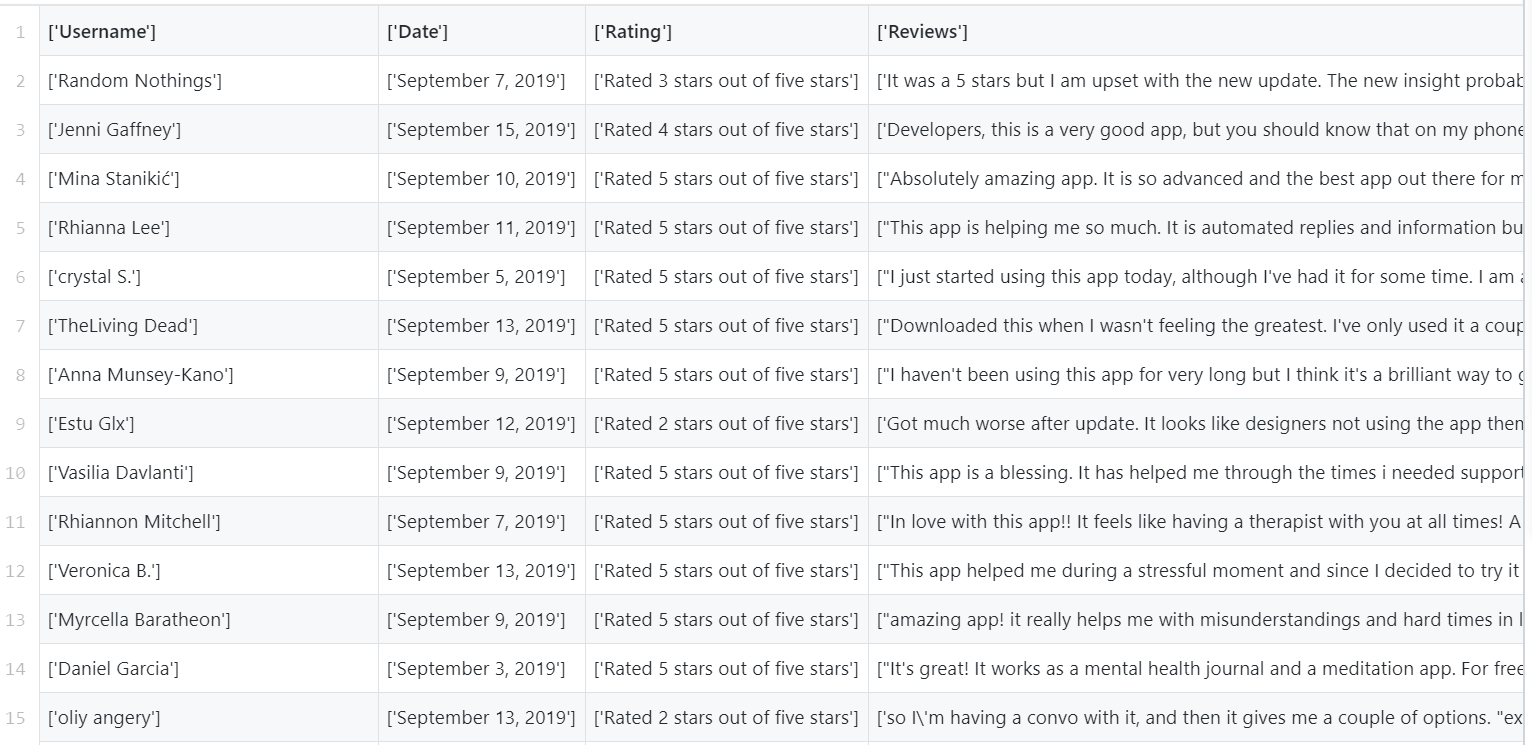 1 ['Username'] ['Date'] ['Rating'] ['Reviews']
2 ['Random Nothings'] ['September 7, 2019'] ['Rated 3 stars out of five stars'] ['It was a 5 stars but I am upset with the new update. The new insight
3 ['Jenni Gaffney'] ['September 15, 2019'] ['Rated 4 stars out of five stars'] ['Developers, this is a very good app, but you should know that on my phone
4 ['Mina Stanikić'] ['September 10, 2019'] ['Rated 5 stars out of five stars'] ["Absolutely amazing app. It is so advanced and the best app out there for
5 ['Rhianna Lee'] ['September 11, 2019'] ['Rated 5 stars out of five stars'] ["This app is helping me so much. It is automated replies and information
6 ['crystal S.'] ['September 5, 2019'] ['Rated 5 stars out of five stars'] ["I just started using this app today, although I've had it for some time. I am
7 ['TheLiving Dead'] ['September 13, 2019'] ['Rated 5 stars out of five stars'] ["Downloaded this when I wasn't feeling the greatest. I've only used it a
8 ['Anna Munsey-Kano'] ['September 9, 2019'] ['Rated 5 stars out of five stars'] ["I haven't been using this app for very long but I think it's a brilliant way to
9 ['Estu Glx'] ['September 12, 2019'] ['Rated 2 stars out of five stars'] ['Got much worse after update. It looks like designers not using the app
10 ['Vasilia Davlanti'] ['September 9, 2019'] ['Rated 5 stars out of five stars'] ["This app is a blessing. It has helped me through the times i needed support
11 ['Rhiannon Mitchell'] ['September 7, 2019'] ['Rated 5 stars out of five stars'] ["In love with this app!! It feels like having a therapist with you at all times! A
12 ['Veronica B.'] ['September 13, 2019'] ['Rated 5 stars out of five stars'] ["This app helped me during a stressful moment and since I decided to try it
13 ['Myrcella Baratheon'] ['September 9, 2019'] ['Rated 5 stars out of five stars'] ["amazing app! it really helps me with misunderstandings and hard times in
14 ['Daniel Garcia'] ['September 3, 2019'] ['Rated 5 stars out of five stars'] ["It's great! It works as a mental health journal and a meditation app. For free
15 ['oliy angery'] ['September 13, 2019'] ['Rated 2 stars out of five stars'] ['so I\'m having a convo with it, and then it gives me a couple of options. "ex